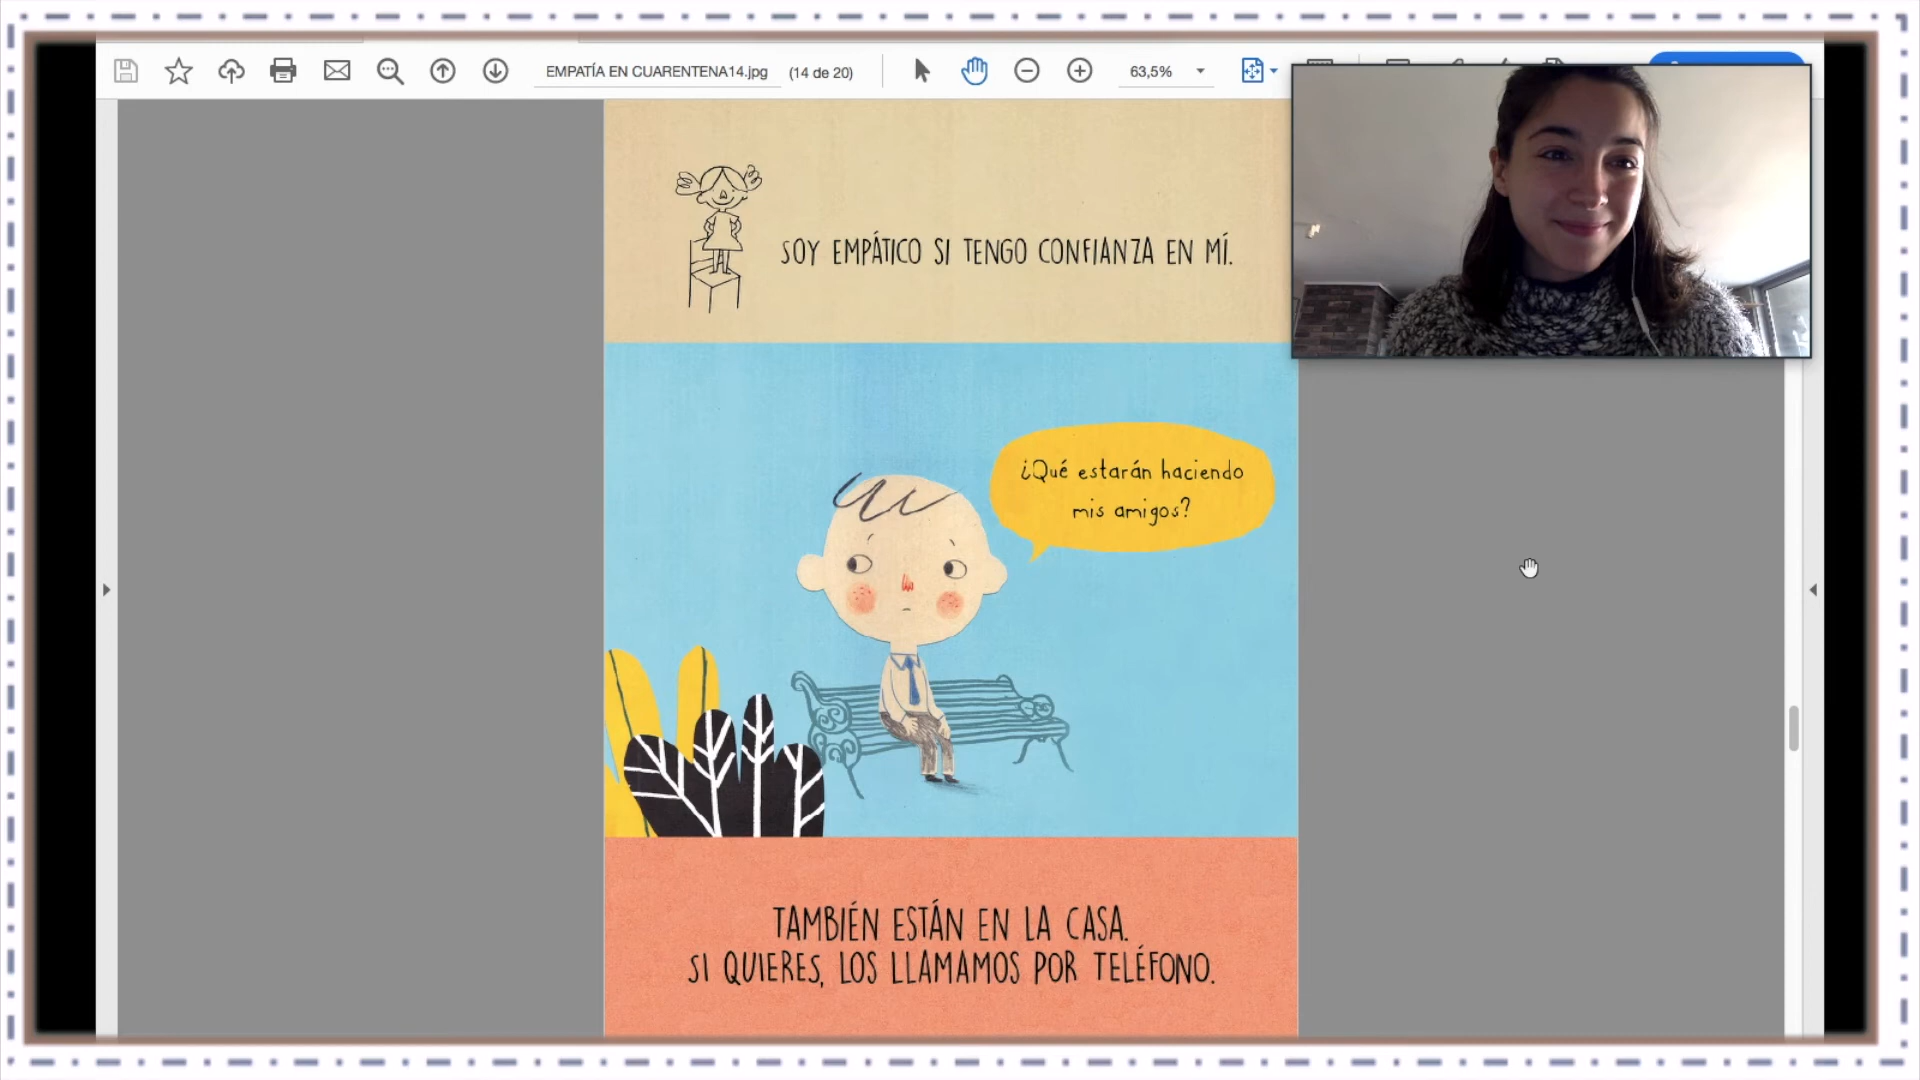 EMPATÍA EN CUARENTENA14.jpg (14 de 20) 63,5%
SOY EMPÁTICO SI TENGO CONFIANZA EN MÍ.
¿Qué estarán haciendo
mis amigos?
TAMBIÉN ESTÁN EN LA CASA.
SI QUIERES, LOS LLAMAMOS POR TELÉFONO.